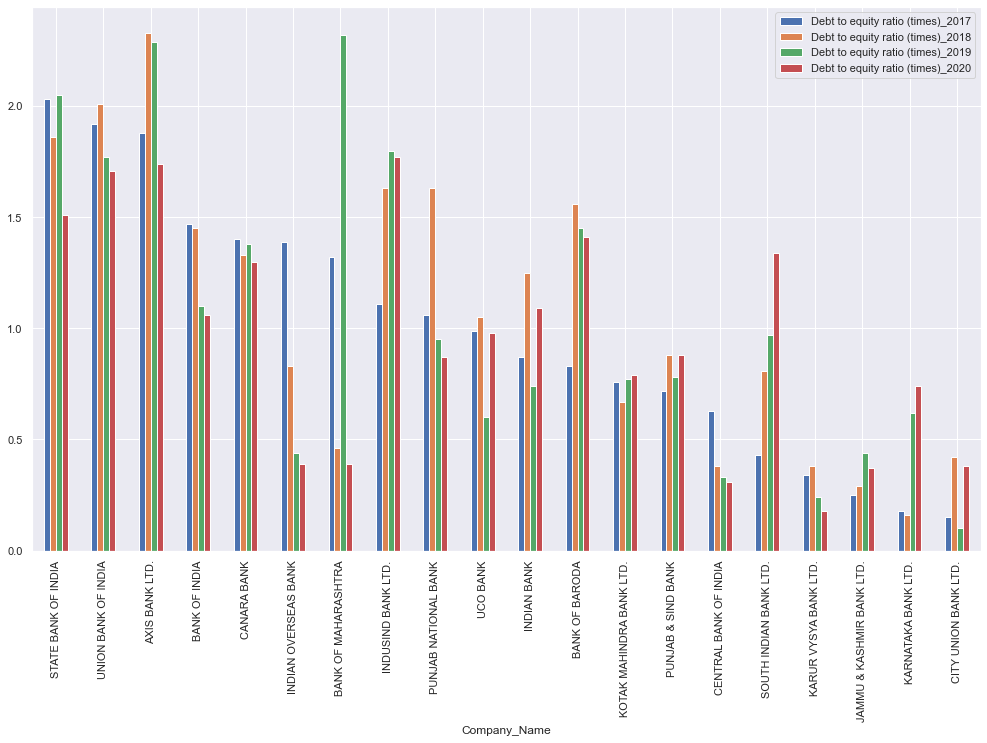 Debt to equity ratio (times)_2017
Debt to equity ratio (times)_2018
Debt to equity ratio (times)_2019
Debt to equity ratio (times)_2020
2.0
1.5
1.0
0.5
0.0
STATE BANK OF INDIA
UNION BANK OF INDIA
AXIS BANK LTD.
BANK OF INDIA
CANARA BANK
INDIAN OVERSEAS BANK
BANK OF MAHARASHTRA
INDUSIND BANK LTD.
PUNJAB NATIONAL BANK
UCO BANK
INDIAN BANK
BANK OF BARODA
KOTAK MAHINDRA BANK LTD.
PUNJAB & SIND BANK
CENTRAL BANK OF INDIA
SOUTH INDIAN BANK LTD.
KARUR VYSYA BANK LTD.
JAMMU & KASHMIR BANK LTD.
KARNATAKA BANK LTD.
CITY UNION BANK LTD.
Company_Name